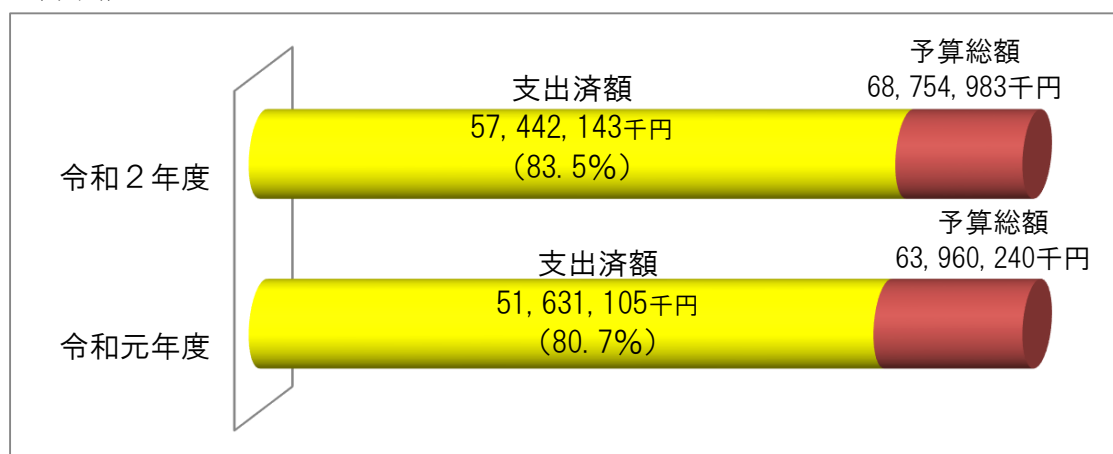 予算総額
68,754,983千円
支出済額
57,442,143千円
(83.5%)
令和２年度
予算総額
63,960,240千円
支出済額
51,631,105千円
(80.7%)
令和元年度